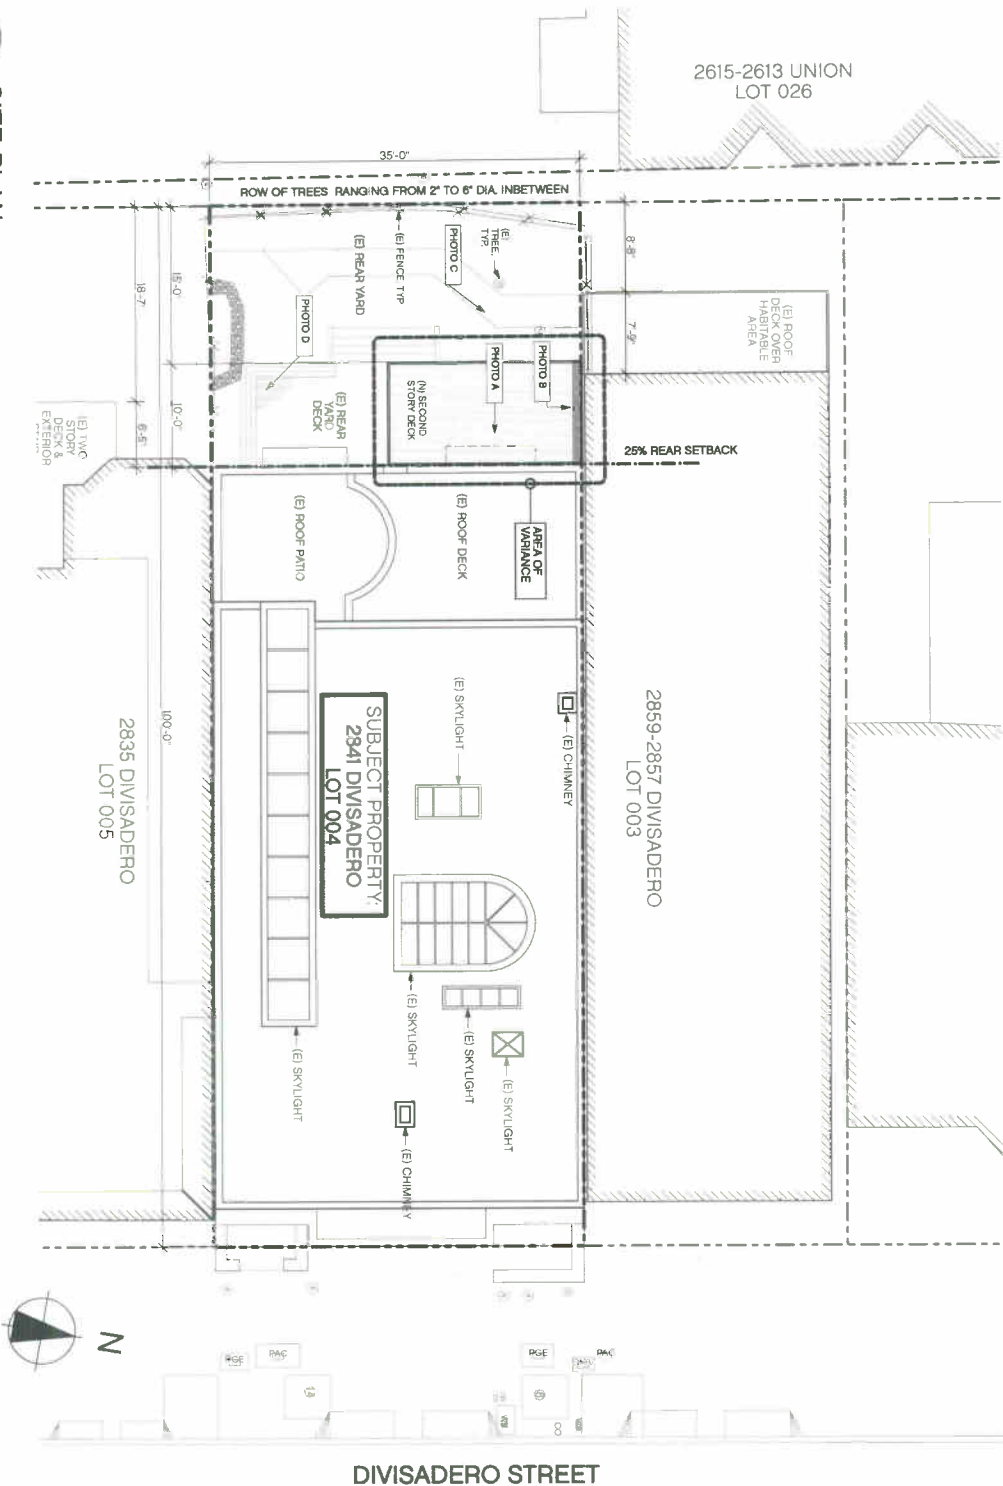 2615-2613 UNION
LOT 026
35'-0"
ROW OF TREES RANGING FROM 2" TO 6" DIA. INBETWEEN
8'-8"
7'-9"
18'-7"
15'-0"
10'-0"
6'-5"
100'-0"
(E) REAR YARD
(E) FENCE TYP
PHOTO C
(E)
TREE,
TYP.
PHOTO D
PHOTO A
PHOTO B
(E) ROOF
DECK OVER
HABITABLE
AREA
(N) SECOND
STORY DECK
(E) REAR
YARD
DECK
(E) TWO
STORY
DECK &
EXTERIOR
25% REAR SETBACK
(E) ROOF PATIO
(E) ROOF DECK
AREA OF
VARIANCE
2859-2857 DIVISADERO
LOT 003
(E) SKYLIGHT
(E) CHIMNEY
SUBJECT PROPERTY:
2841 DIVISADERO
LOT 004
2835 DIVISADERO
LOT 005
(E) SKYLIGHT
(E) SKYLIGHT
(E) SKYLIGHT
(E) SKYLIGHT
(E) CHIMNEY
N
PGE
PAC
PGE
PAC
DIVISADERO STREET